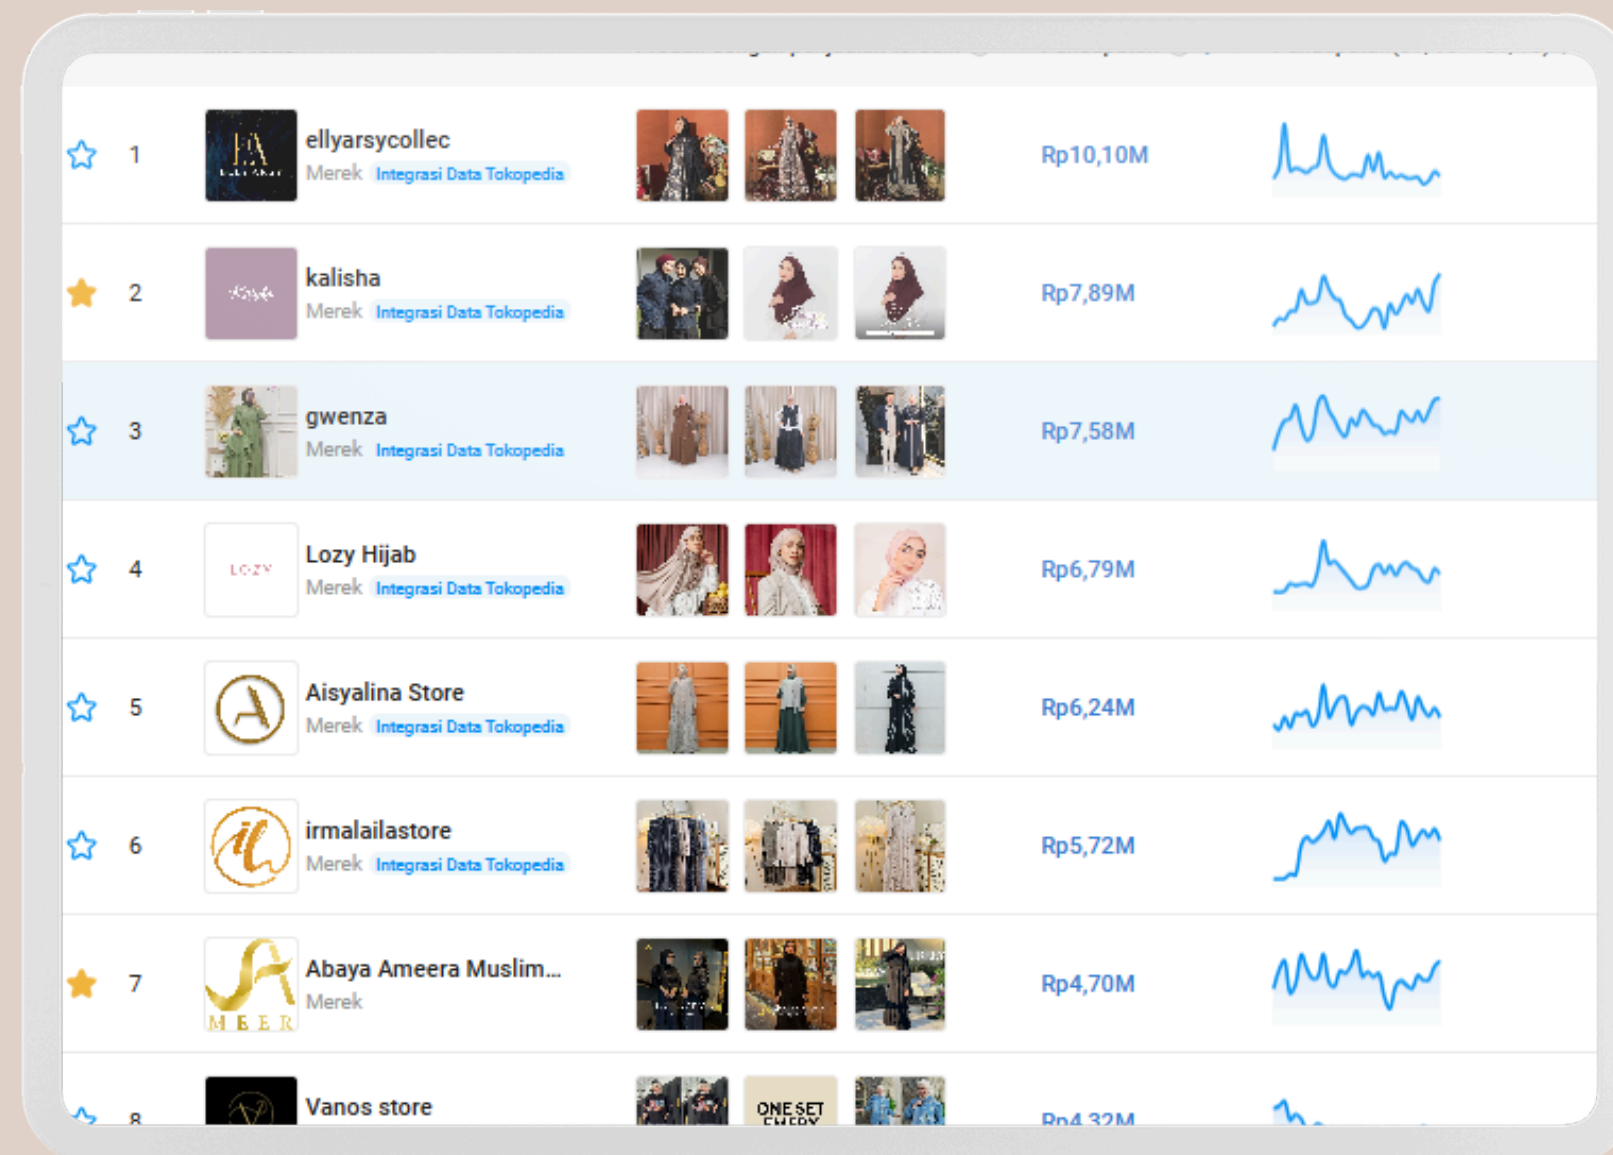 1
ellyarsycollec
Merek Integrasi Data Tokopedia
Rp10,10M
2
kalisha
Merek Integrasi Data Tokopedia
Rp7,89M
3
gwenza
Merek Integrasi Data Tokopedia
Rp7,58M
LOZY
4
Lozy Hijab
Merek Integrasi Data Tokopedia
Rp6,79M
5
Aisyalina Store
Merek Integrasi Data Tokopedia
Rp6,24M
6
irmalailastore
Merek Integrasi Data Tokopedia
Rp5,72M
MEER
7
Abaya Ameera Muslim...
Merek
Rp4,70M
8
Vanos store
ONE SET
EMERY
Rp4,32M